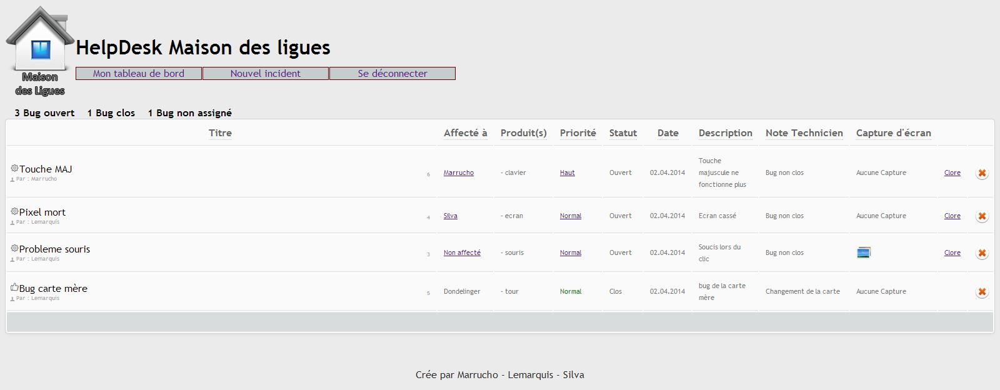 HelpDesk Maison des ligues
Maison
des Ligues
Mon tableau de bord Nouvel incident Se déconnecter
3 Bug ouvert 1 Bug clos 1 Bug non assigné
Titre Affecté à Produit(s) Priorité Statut Date Description Note Technicien Capture d'écran
Touche MAJ
Par : Marrucho
6 Marrucho - clavier Haut Ouvert 02.04.2014
Touche
majuscule ne
fonctionne plus
Bug non clos Aucune Capture Clore
Pixel mort
Par : Lemarquis
4 Silva - ecran Normal Ouvert 02.04.2014 Ecran cassé Bug non clos Aucune Capture Clore
Probleme souris
Par : Lemarquis
3 Non affecté - souris Normal Ouvert 02.04.2014
Soucis lors du
clic
Bug non clos Clore
Bug carte mère
Par : Lemarquis
5 Dondelinger - tour Normal Clos 02.04.2014
bug de la carte
mère
Changement de la carte Aucune Capture
Crée par Marrucho - Lemarquis - Silva